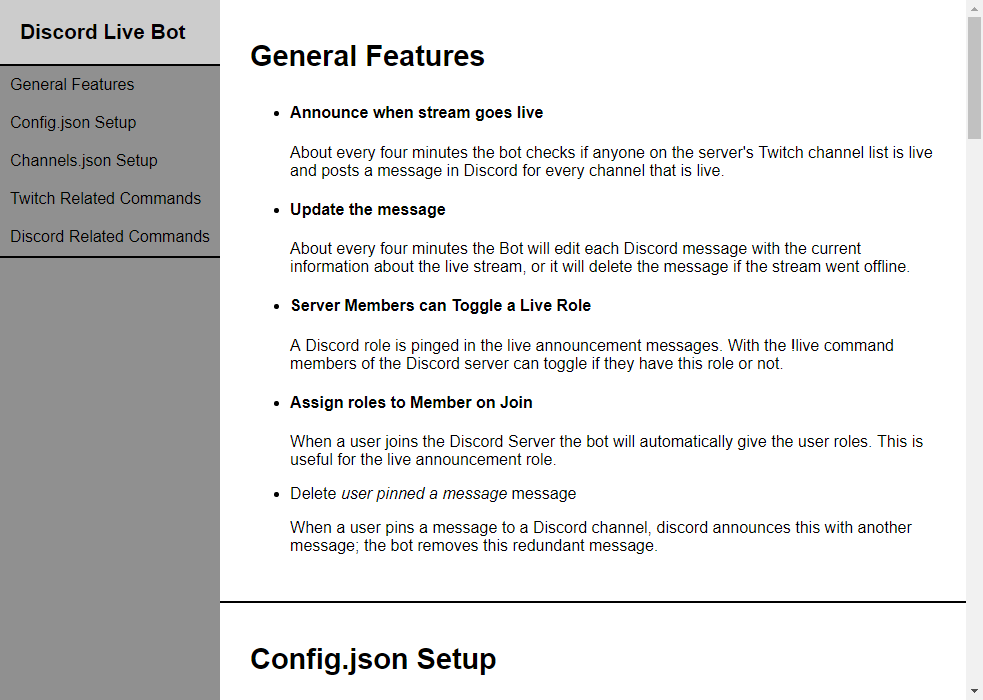 Discord Live Bot
General Features
Config.json Setup
Channels.json Setup
Twitch Related Commands
Discord Related Commands
General Features
Announce when stream goes live
About every four minutes the bot checks if anyone on the server's Twitch channel list is live
and posts a message in Discord for every channel that is live.
Update the message
About every four minutes the Bot will edit each Discord message with the current
information about the live stream, or it will delete the message if the stream went offline.
Server Members can Toggle a Live Role
A Discord role is pinged in the live announcement messages. With the !live command
members of the Discord server can toggle if they have this role or not.
Assign roles to Member on Join
When a user joins the Discord Server the bot will automatically give the user roles. This is
useful for the live announcement role.
Delete user pinned a message message
When a user pins a message to a Discord channel, discord announces this with another
message; the bot removes this redundant message.
Config.json Setup